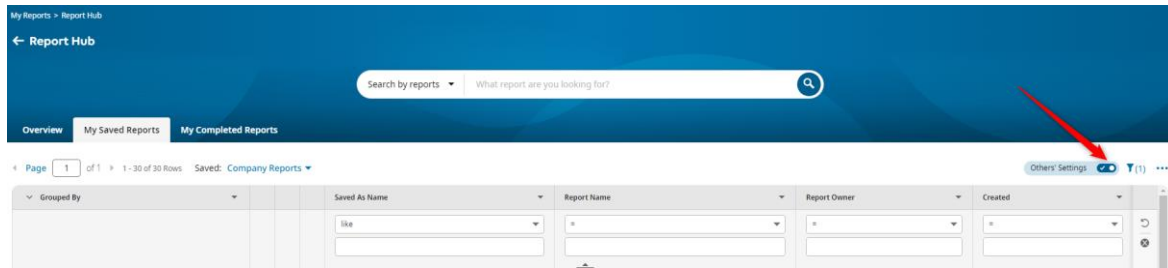 My Reports > Report Hub
← Report Hub
Search by reports What report are you looking for?
Overview My Saved Reports My Completed Reports
Page 1 of 1 1 - 30 of 30 Rows Saved: Company Reports Others' Settings (1) •••
Grouped By Saved As Name Report Name Report Owner Created
like = = =